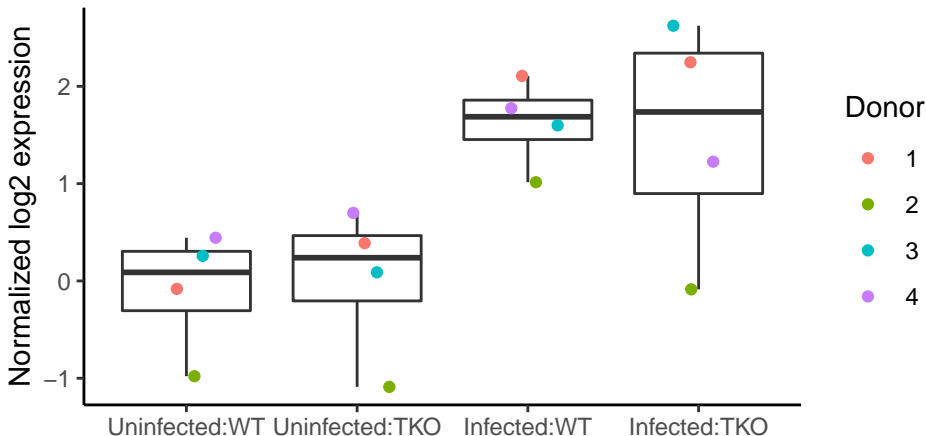 Normalized log2 expression
2
1
0
−1
Uninfected:WT Uninfected:TKO Infected:WT Infected:TKO
Donor
1
2
3
4